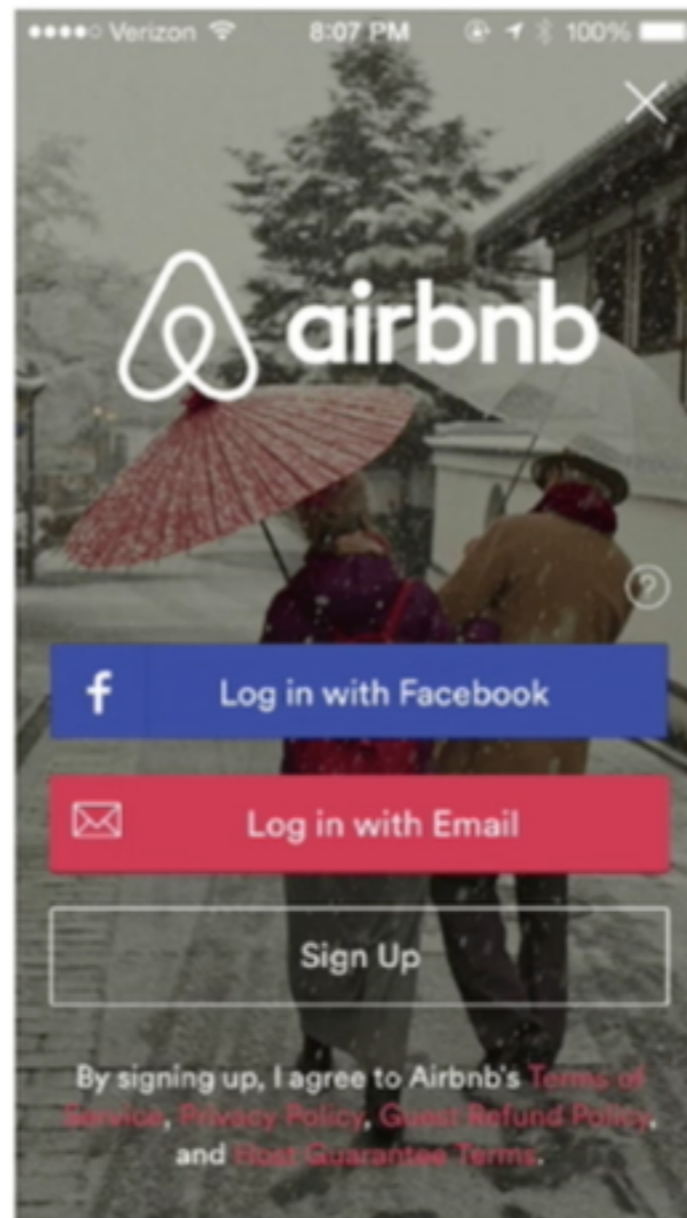 Verizon 8:07 PM 100%
airbnb
?
f Log in with Facebook
Log in with Email
Sign Up
By signing up, I agree to Airbnb's Terms of
Service, Privacy Policy, Guest Refund Policy,
and Host Guarantee Terms.